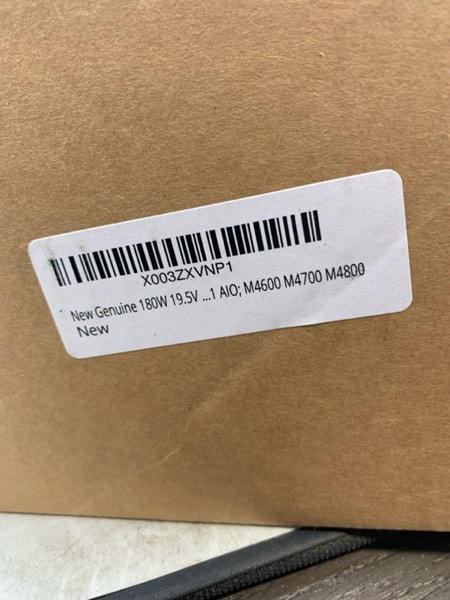 X003ZXVNP1
New Genuine 180W 19.5V ...1 AIO; M4600 M4700 M4800
New